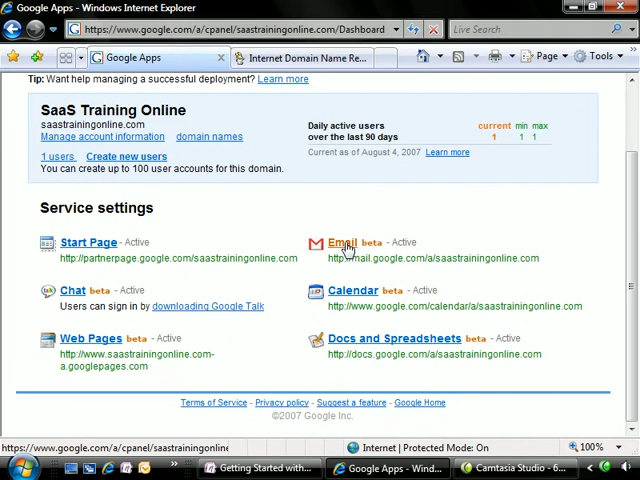 Google Apps - Windows Internet Explorer
https://www.google.com/a/cpanel/saastrainingonline.com/Dashboard
Live Search
Google Apps
Internet Domain Name Re...
Page
Tools
Tip: Want help managing a successful deployment? Learn more
SaaS Training Online
saastrainingonline.com
Manage account information domain names
1 users Create new users
You can create up to 100 user accounts for this domain.
Daily active users current min max
over the last 90 days 1 1 1
Current as of August 4, 2007 Learn more
Service settings
Start Page - Active
http://partnerpage.google.com/saastrainingonline.com
Email beta - Active
http://mail.google.com/a/saastrainingonline.com
Chat beta - Active
Users can sign in by downloading Google Talk
Calendar beta - Active
http://www.google.com/calendar/a/saastrainingonline.com
Web Pages beta - Active
http://www.saastrainingonline.com-
a.googlepages.com
Docs and Spreadsheets beta - Active
http://docs.google.com/a/saastrainingonline.com
Terms of Service - Privacy policy - Suggest a feature - Google Home
©2007 Google Inc.
https://www.google.com/a/cpanel/saastrainingonline
Internet | Protected Mode: On
100%
Getting Started with...
Google Apps - Wind...
Camtasia Studio - 6...